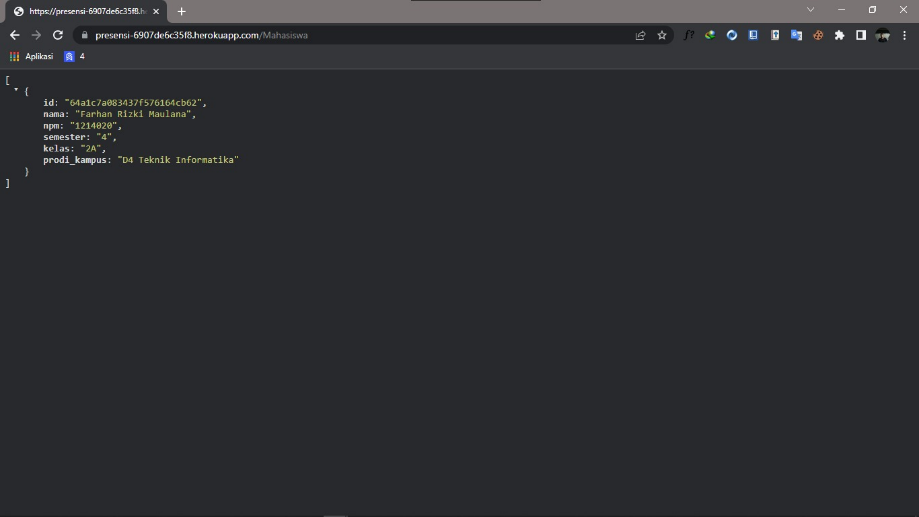 https://presensi-6907de6c35f8.he
presensi-6907de6c35f8.herokuapp.com/Mahasiswa
f?
Aplikasi
4
[
{
id: "64a1c7a083437f576164cb62",
nama: "Farhan Rizki Maulana",
npm: "1214020",
semester: "4",
kelas: "2A",
prodi_kampus: "D4 Teknik Informatika"
}
]